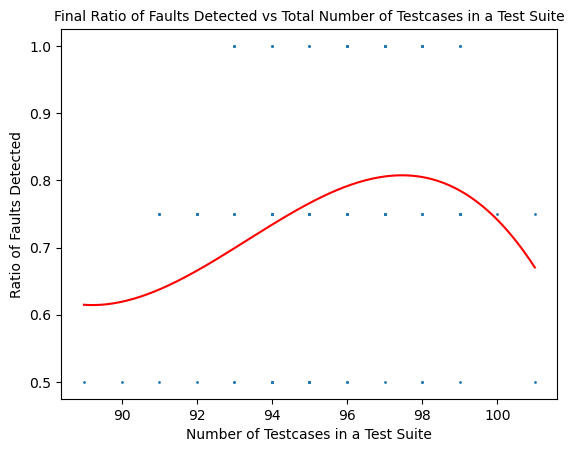 Final Ratio of Faults Detected vs Total Number of Testcases in a Test Suite
1.0
0.9
0.8
0.7
0.6
0.5
Ratio of Faults Detected
90 92 94 96 98 100
Number of Testcases in a Test Suite